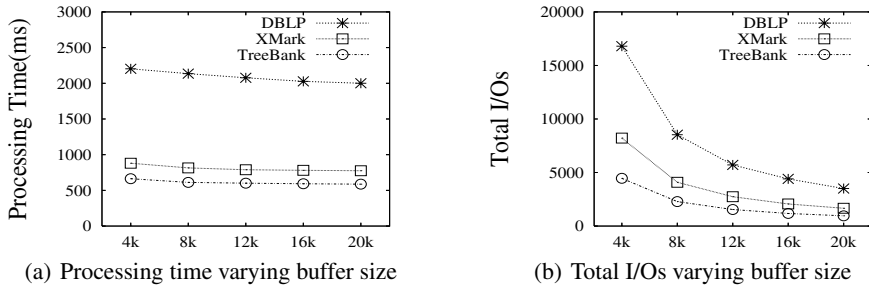 Processing Time(ms)
3000
2500
2000
1500
1000
500
0
DBLP
XMark
TreeBank
4k 8k 12k 16k 20k
(a) Processing time varying buffer size
Total I/Os
20000
15000
10000
5000
0
DBLP
XMark
TreeBank
4k 8k 12k 16k 20k
(b) Total I/Os varying buffer size